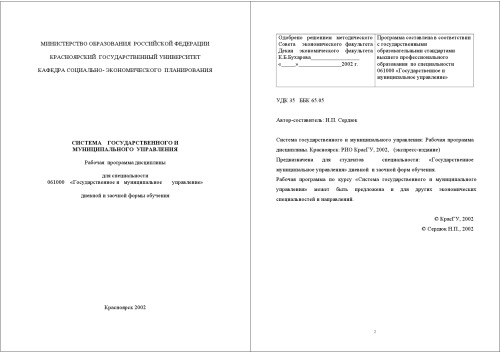 МИНИСТЕРСТВО ОБРАЗОВАНИЯ РОССИЙСКОЙ ФЕДЕРАЦИИ
КРАСНОЯРСКИЙ ГОСУДАРСТВЕННЫЙ УНИВЕРСИТЕТ
КАФЕДРА СОЦИАЛЬНО- ЭКОНОМИЧЕСКОГО ПЛАНИРОВАНИЯ
СИСТЕМА ГОСУДАРСТВЕННОГО И
МУНИЦИПАЛЬНОГО УПРАВЛЕНИЯ
Рабочая программа дисциплины
для специальности
061000 «Государственное и муниципальное управление»
дневной и заочной формы обучения
Красноярск 2002
Одобрено решением методического
Совета экономического факультета
Декан экономического факультета
Е.Б.Бухарова_______________
«_____»______________2002 г.
Программа составлена в соответствии
с государственными
образовательными стандартами
высшего профессионального
образования по специальности
061000 «Государственное и
муниципальное управление»
УДК 35 ББК 65.05
Автор-составитель: Н.П. Сердюк
Система государственного и муниципального управления: Рабочая программа
дисциплины. Красноярск: РИО КрасГУ, 2002, (экспресс-издание)
Предназначена для студентов специальности: «Государственное
муниципальное управление» дневной и заочной форм обучения.
Рабочая программа по курсу «Система государственного и муниципального
управления» может быть предложена и для других экономических
специальностей и направлений.
© КрасГУ, 2002
© Сердюк Н.П., 2002
2